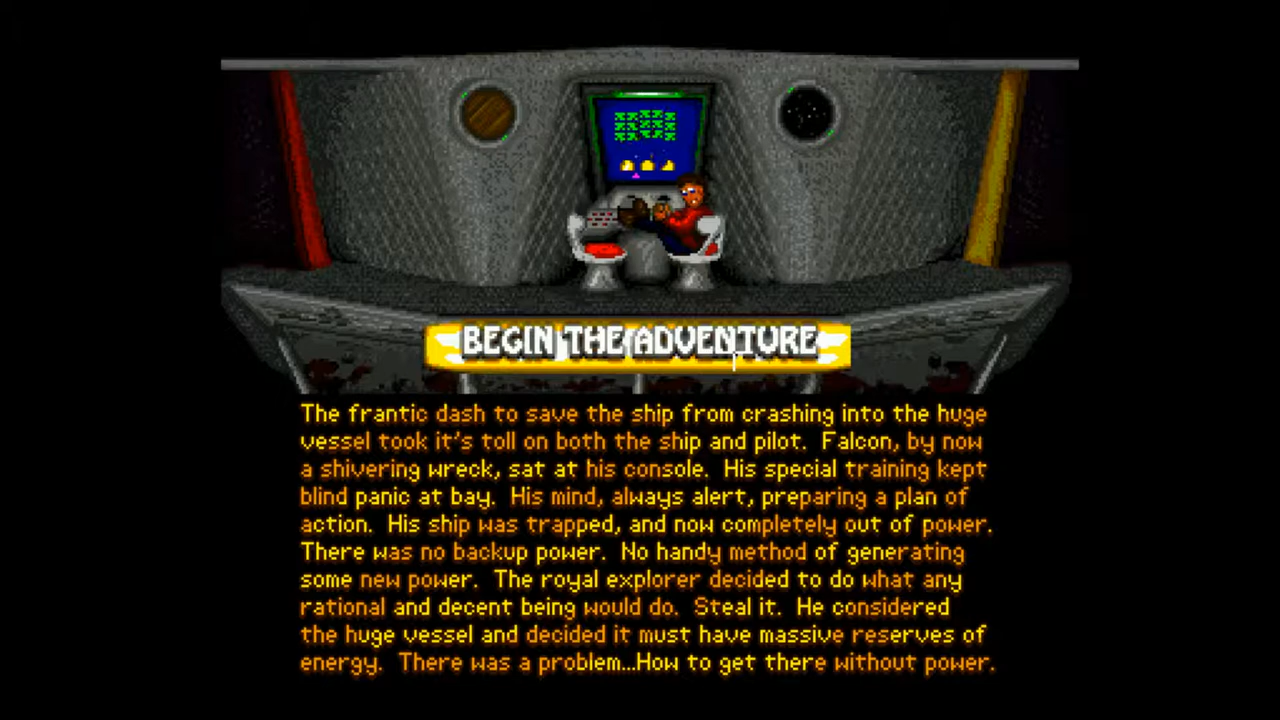 BEGIN THE ADVENTURE
The frantic dash to save the ship from crashing into the huge
vessel took it's toll on both the ship and pilot. Falcon, by now
a shivering wreck, sat at his console. His special training kept
blind panic at bay. His mind, always alert, preparing a plan of
action. His ship was trapped, and now completely out of power.
There was no backup power. No handy method of generating
some new power. The royal explorer decided to do what any
rational and decent being would do. Steal it. He considered
the huge vessel and decided it must have massive reserves of
energy. There was a problem...How to get there without power.